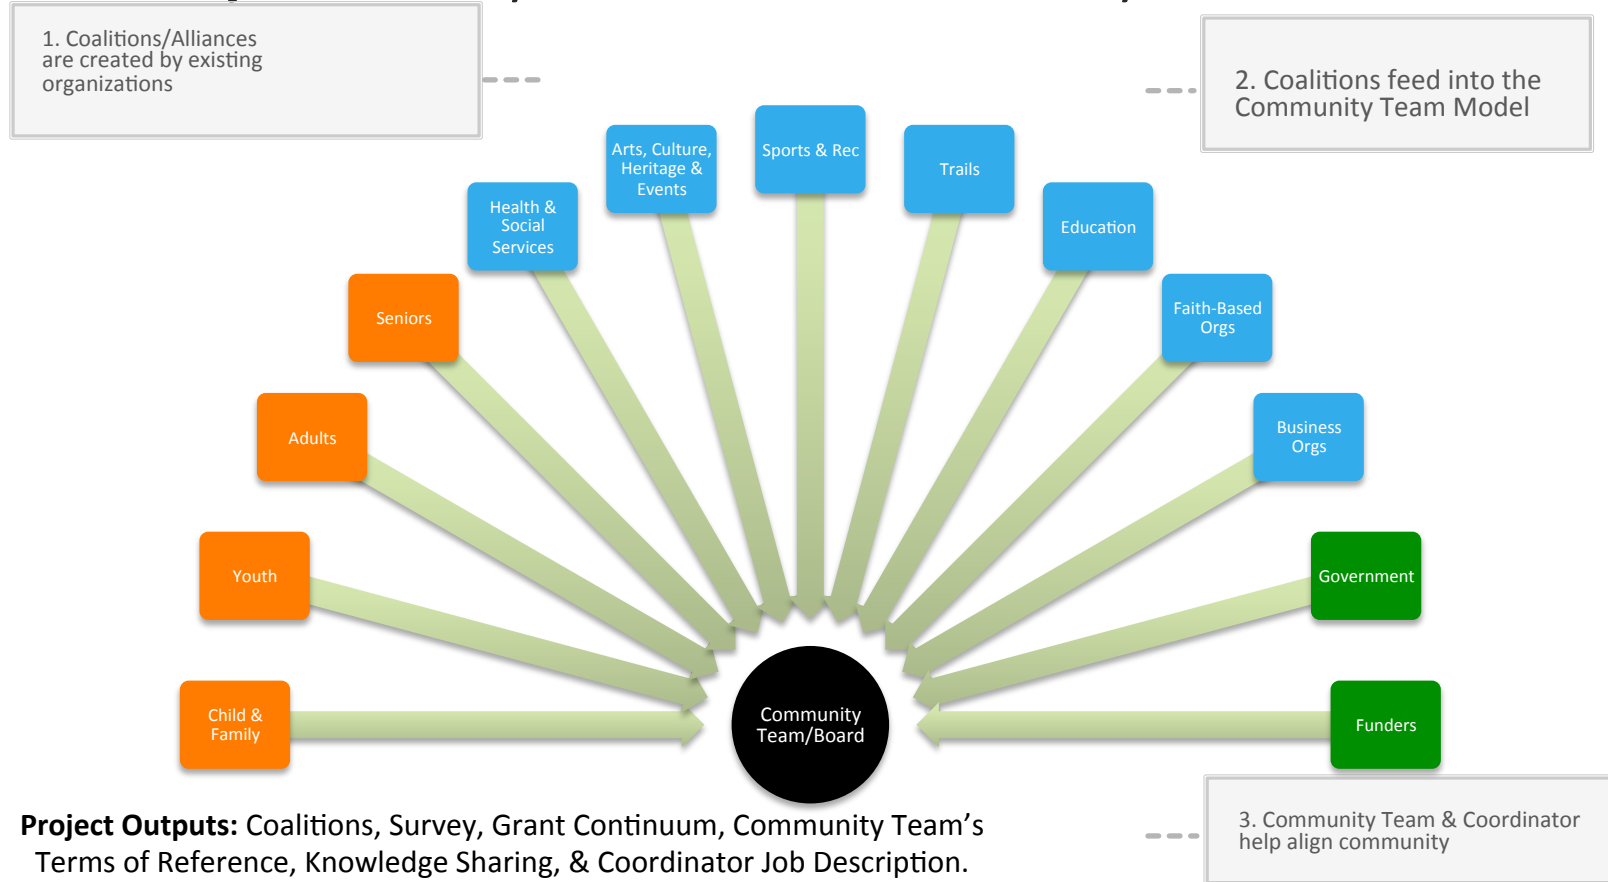 1. Coalitions/Alliances
are created by existing
organizations
2. Coalitions feed into the
Community Team Model
Sports & Rec
Arts, Culture,
Heritage &
Events
Trails
Health &
Social
Services
Education
Seniors
Faith-Based
Orgs
Adults
Business
Orgs
Youth
Government
Child &
Family
Community
Team/Board
Funders
Project Outputs: Coalitions, Survey, Grant Continuum, Community Team’s
Terms of Reference, Knowledge Sharing, & Coordinator Job Description.
3. Community Team & Coordinator
help align community